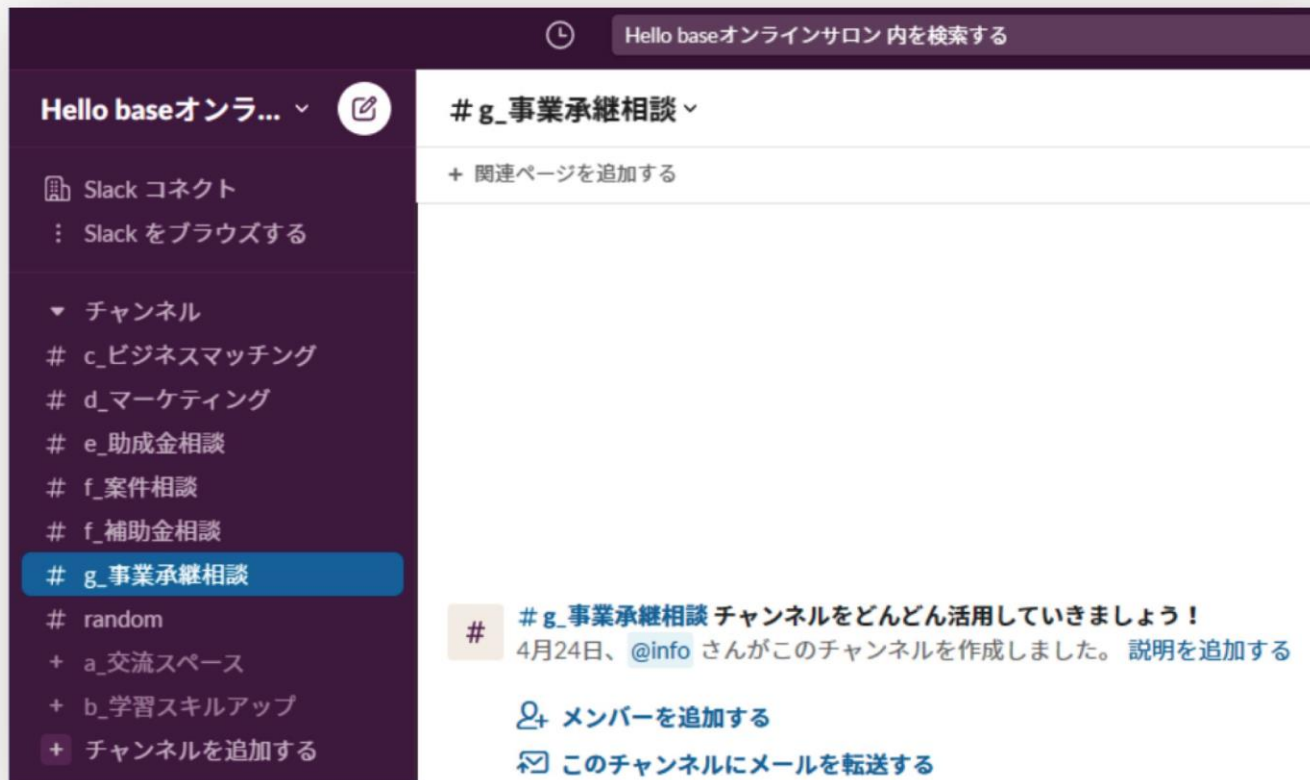 Hello baseオンラインサロン 内を検索する
Hello baseオンラ...
Slack コネクト
Slack をブラウズする
チャンネル
# c_ビジネスマッチング
# d_マーケティング
# e_助成金相談
# f_案件相談
# f_補助金相談
# g_事業承継相談
# random
+ a_交流スペース
+ b_学習スキルアップ
+ チャンネルを追加する
# g_事業承継相談
+ 関連ページを追加する
#
# g_事業承継相談 チャンネルをどんどん活用していきましょう！
4月24日、 @info さんがこのチャンネルを作成しました。 説明を追加する
メンバーを追加する
このチャンネルにメールを転送する